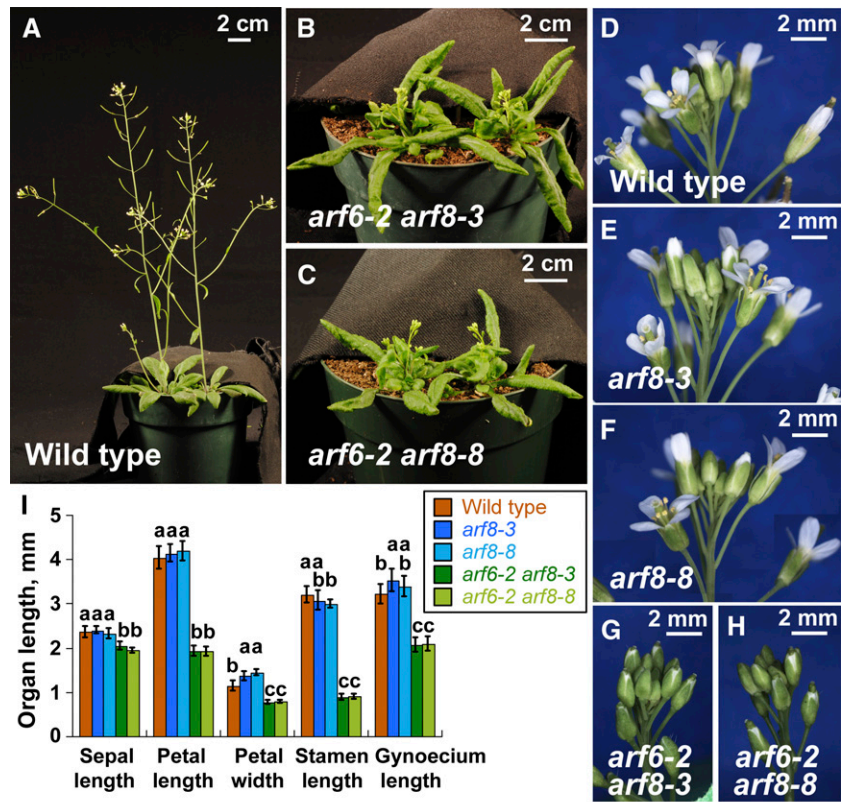 A
2 cm
Wild type
B
2 cm
arf6-2 arf8-3
C
2 cm
arf6-2 arf8-8
D
2 mm
Wild type
E
2 mm
arf8-3
F
2 mm
arf8-8
G
2 mm
arf6-2
arf8-3
H
2 mm
arf6-2
arf8-8
I
Wild type
arf8-3
arf8-8
arf6-2 arf8-3
arf6-2 arf8-8
Organ length, mm
5
4
3
2
1
0
aaa
bb
aaa
bb
b
aa
cc
aa
bb
cc
aa
b b
cc
Sepal
length
Petal
length
Petal
width
Stamen
length
Gynoecium
length